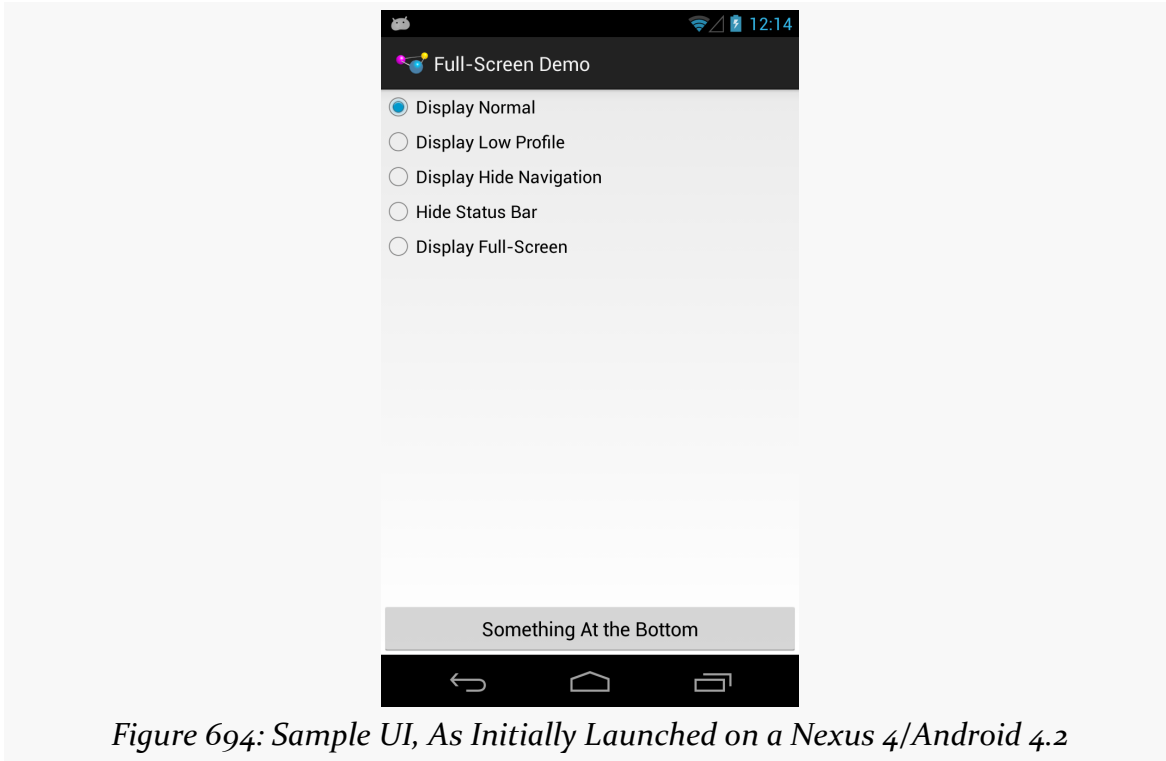 12:14
Full-Screen Demo
Display Normal
Display Low Profile
Display Hide Navigation
Hide Status Bar
Display Full-Screen
Something At the Bottom
Figure 694: Sample UI, As Initially Launched on a Nexus 4/Android 4.2